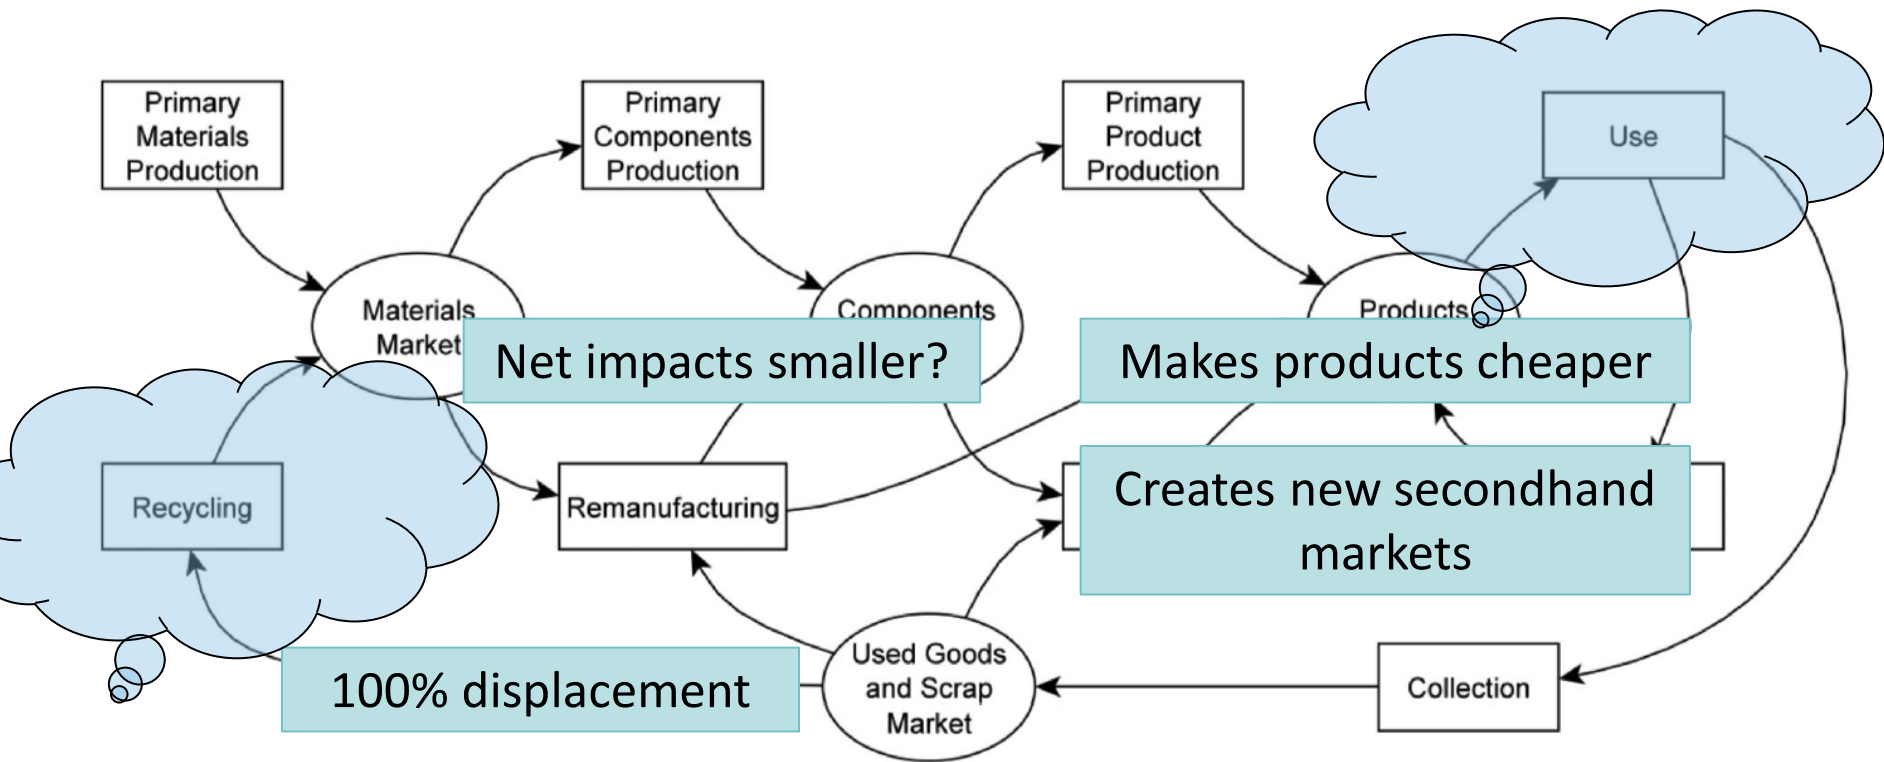 Primary
Materials
Production
Primary
Components
Production
Primary
Product
Production
Use
Materials
Market
Components
Products
Net impacts smaller?
Makes products cheaper
Recycling
Remanufacturing
Creates new secondhand
markets
100% displacement
Used Goods
and Scrap
Market
Collection